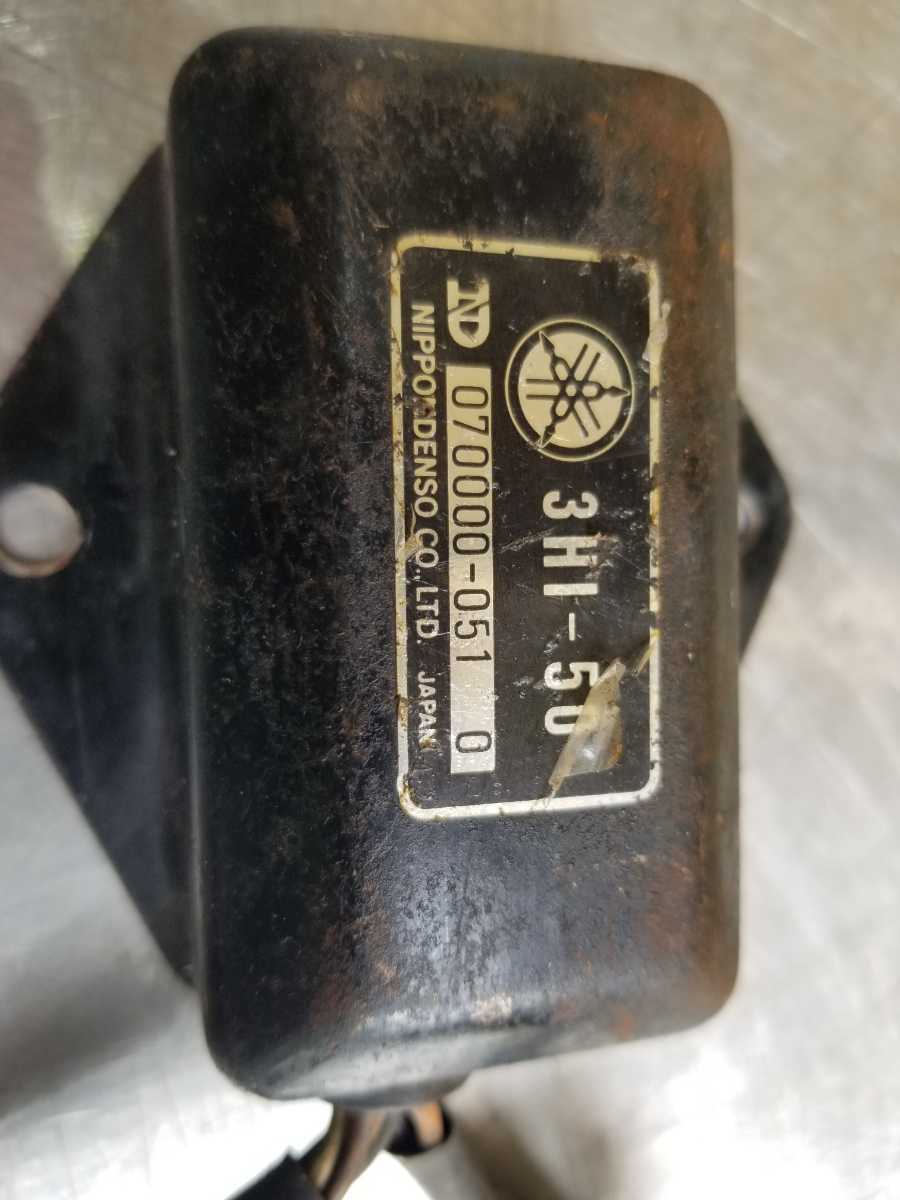 3H1-50
ND 070000-051 0
NIPPONDENSO CO.,LTD. JAPAN